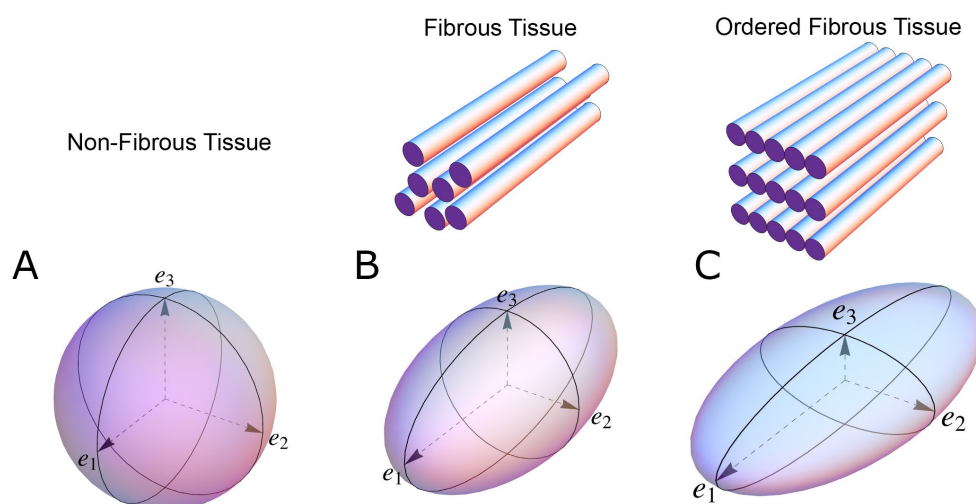 Fibrous Tissue
Ordered Fibrous Tissue
Non-Fibrous Tissue
A
e3
e1
e2
B
e3
e1
e2
C
e3
e1
e2